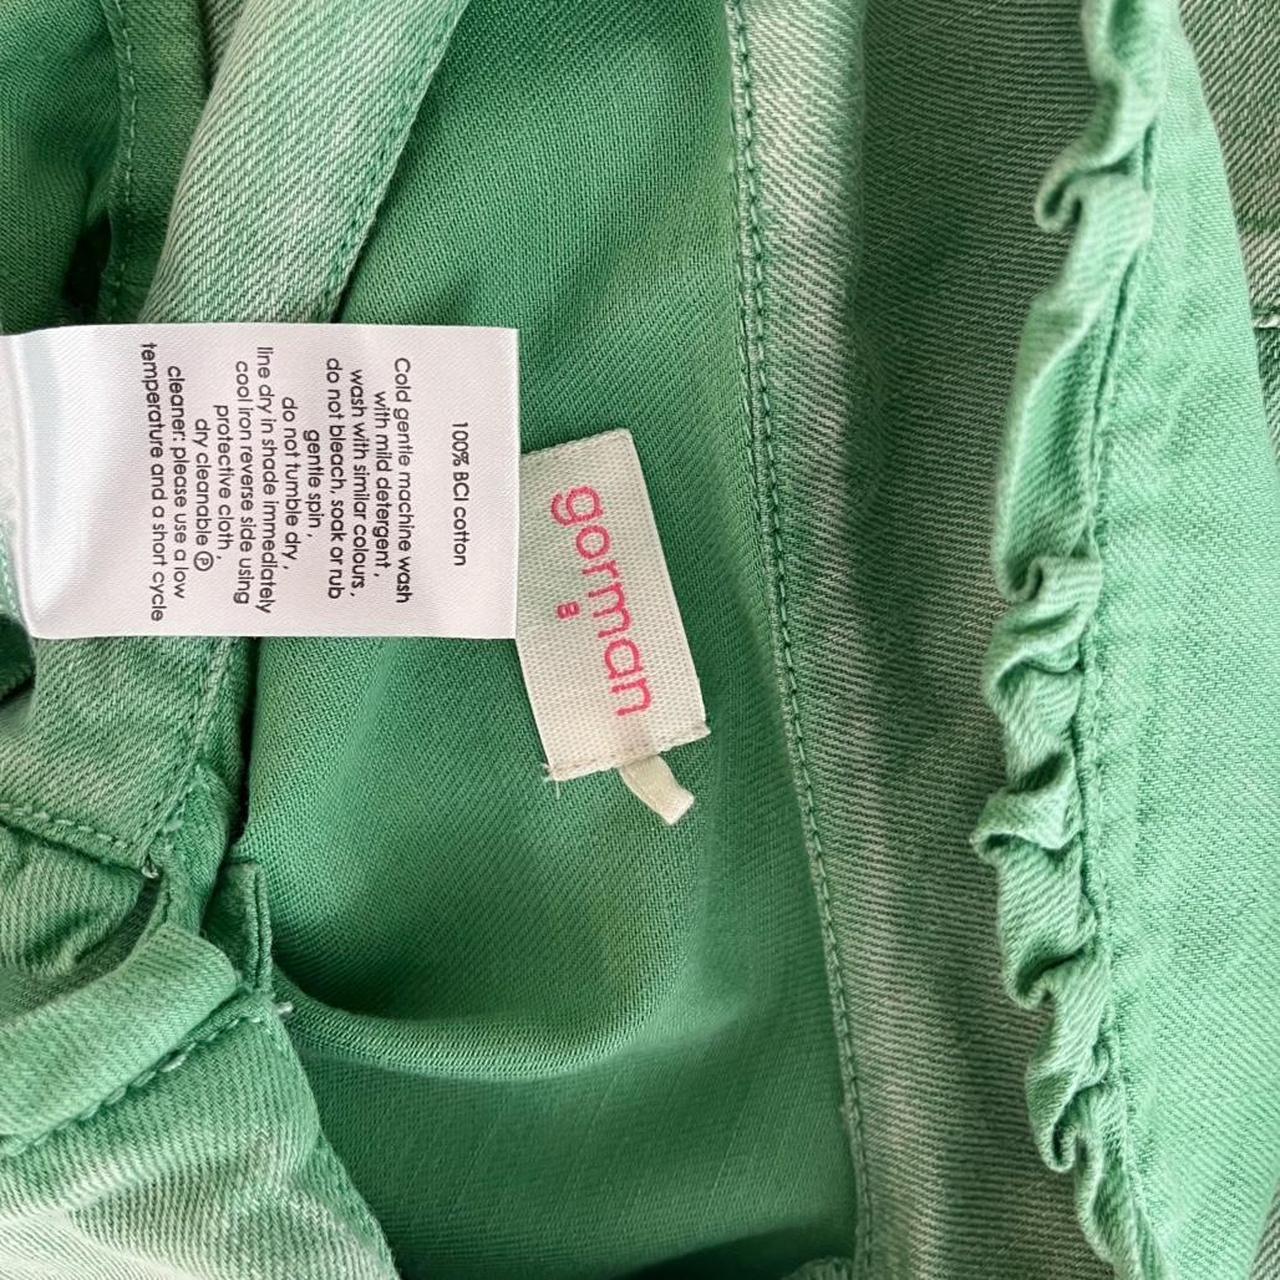 100% BCI cotton
Cold gentle machine wash
with mild detergent,
wash with similar colours,
do not bleach, soak or rub
gentle spin,
do not tumble dry,
line dry in shade immediately
cool iron reverse side using
protective cloth,
dry cleanable Ⓟ
cleaner: please use a low
temperature and a short cycle
gorman
8